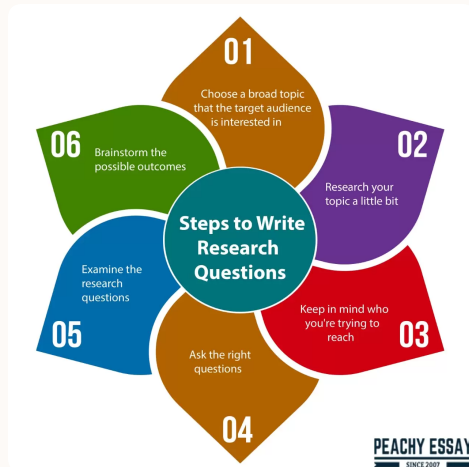 01
Choose a broad topic
that the target audience
is interested in
02
Research your
topic a little bit
03
Keep in mind who
you're trying to
reach
04
Ask the right
questions
05
Examine the
research
questions
06
Brainstorm the
possible outcomes
Steps to Write
Research
Questions
PEACHY ESSAY
SINCE 2007